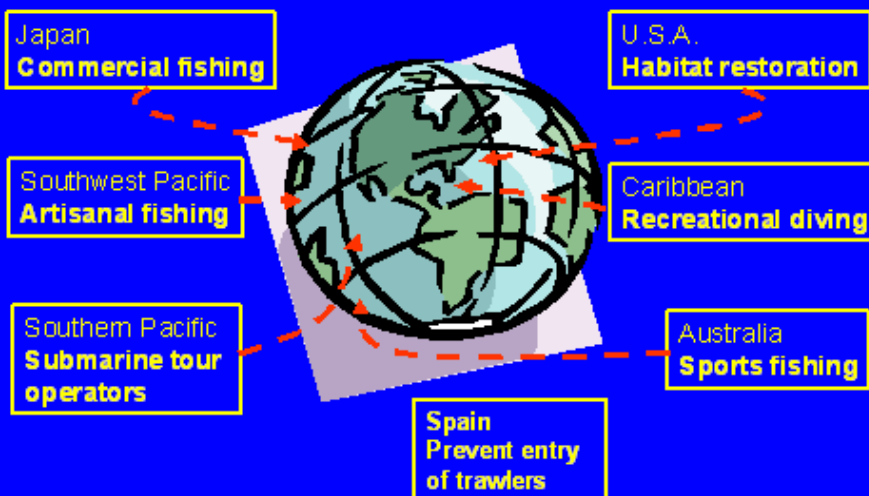 Japan
Commercial fishing
U.S.A.
Habitat restoration
Southwest Pacific
Artisanal fishing
Caribbean
Recreational diving
Southern Pacific
Submarine tour
operators
Australia
Sports fishing
Spain
Prevent entry
of trawlers